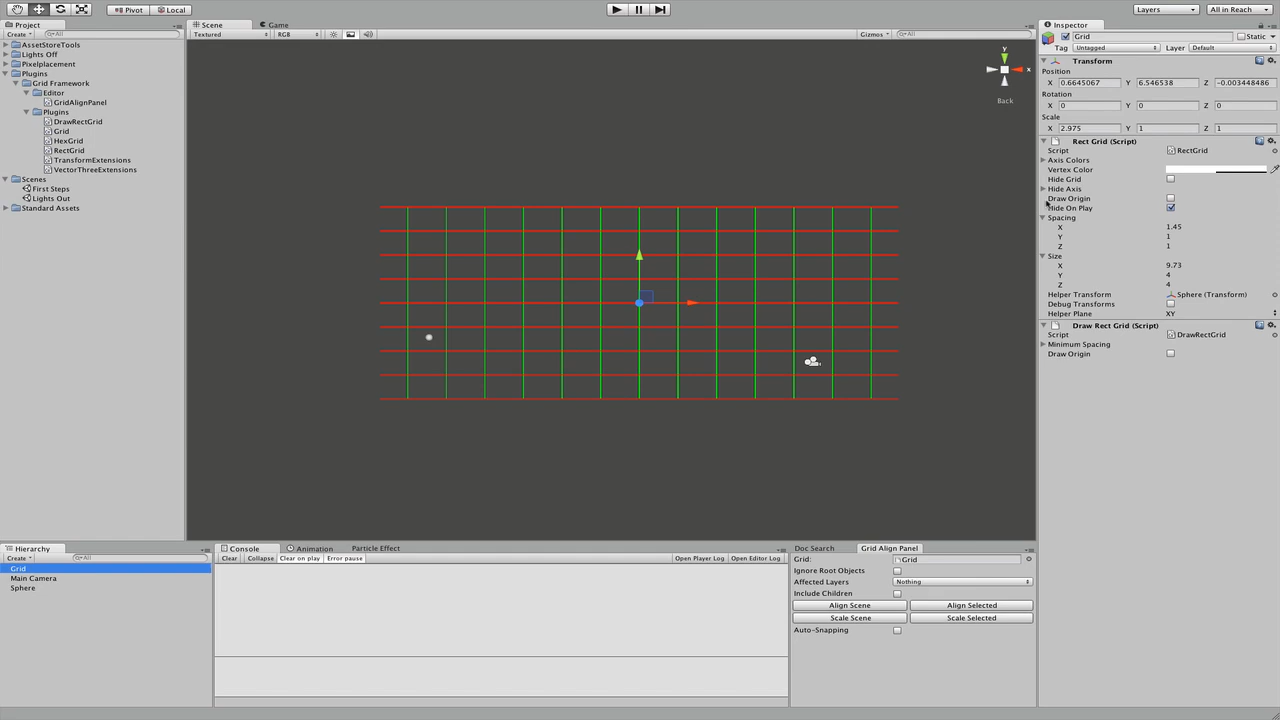 Pivot Local Layers All in Reach
Project
Create All
AssetStoreTools
Lights Off
Pixelplacement
Plugins
Grid Framework
Editor
GridAlignPanel
Plugins
DrawRectGrid
Grid
HexGrid
RectGrid
TransformExtensions
VectorThreeExtensions
Scenes
First Steps
Lights Out
Standard Assets
Scene Game
Textured RGB Gizmos All
Y
x
Back
Inspector
Grid Static
Tag Untagged Layer Default
Transform
Position
X 0.6645067 Y 6.546538 Z -0.003448486
Rotation
X 0 Y 0 Z 0
Scale
X 2.975 Y 1 Z 1
Rect Grid (Script)
Script RectGrid
Axis Colors
Vertex Color
Hide Grid
Hide Axis
Draw Origin
Hide On Play
Spacing
X 1.45
Y 1
Z 1
Size
X 9.73
Y 4
Z 4
Helper Transform Sphere (Transform)
Debug Transforms
Helper Plane XY
Draw Rect Grid (Script)
Script DrawRectGrid
Minimum Spacing
Draw Origin
Hierarchy
Create All
Grid
Main Camera
Sphere
Console Animation Particle Effect
Clear Collapse Clear on play Error pause Open Player Log Open Editor Log
Doc Search Grid Align Panel
Grid: Grid
Ignore Root Objects
Affected Layers Nothing
Include Children
Align Scene Align Selected
Scale Scene Scale Selected
Auto-Snapping